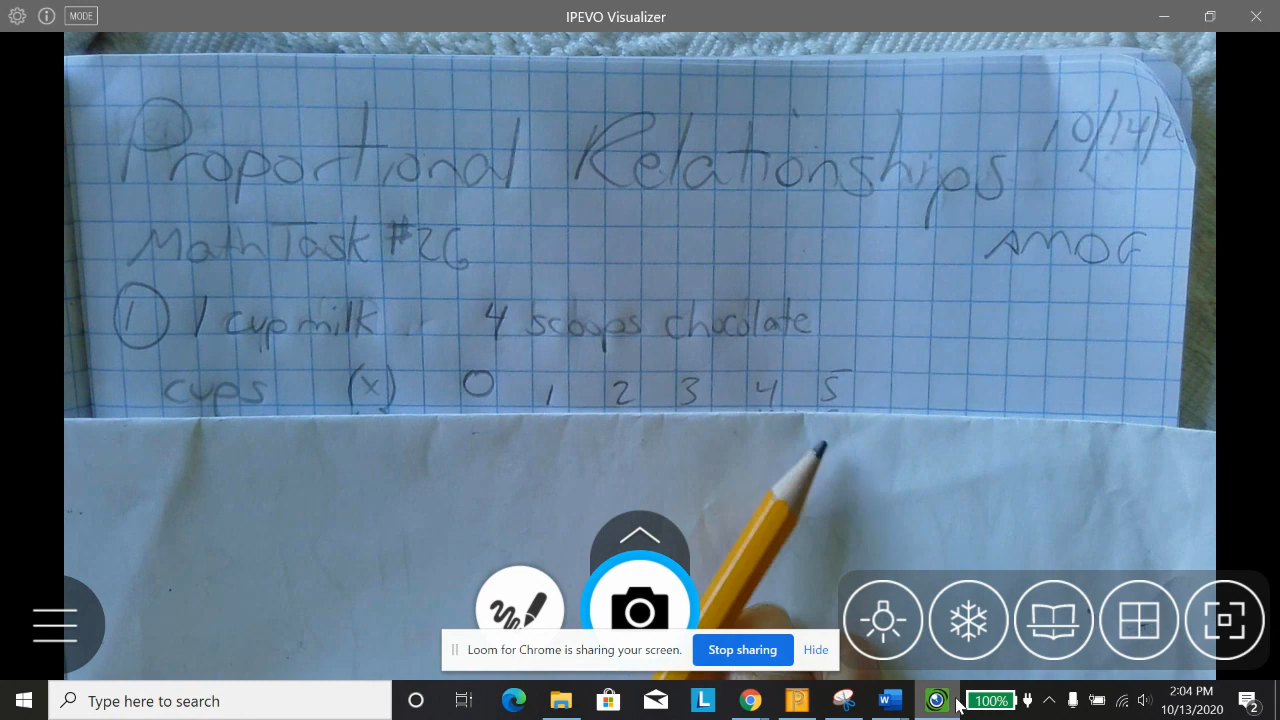 IPEVO Visualizer
MODE
Proportional Relationships 10/14/20
Math Task #26
AMOG
① 1 cup milk 4 scoops chocolate
cups (x) 0 1 2 3 4 5
Loom for Chrome is sharing your screen. Stop sharing Hide
Type here to search
L
100%
2:04 PM
10/13/2020
2